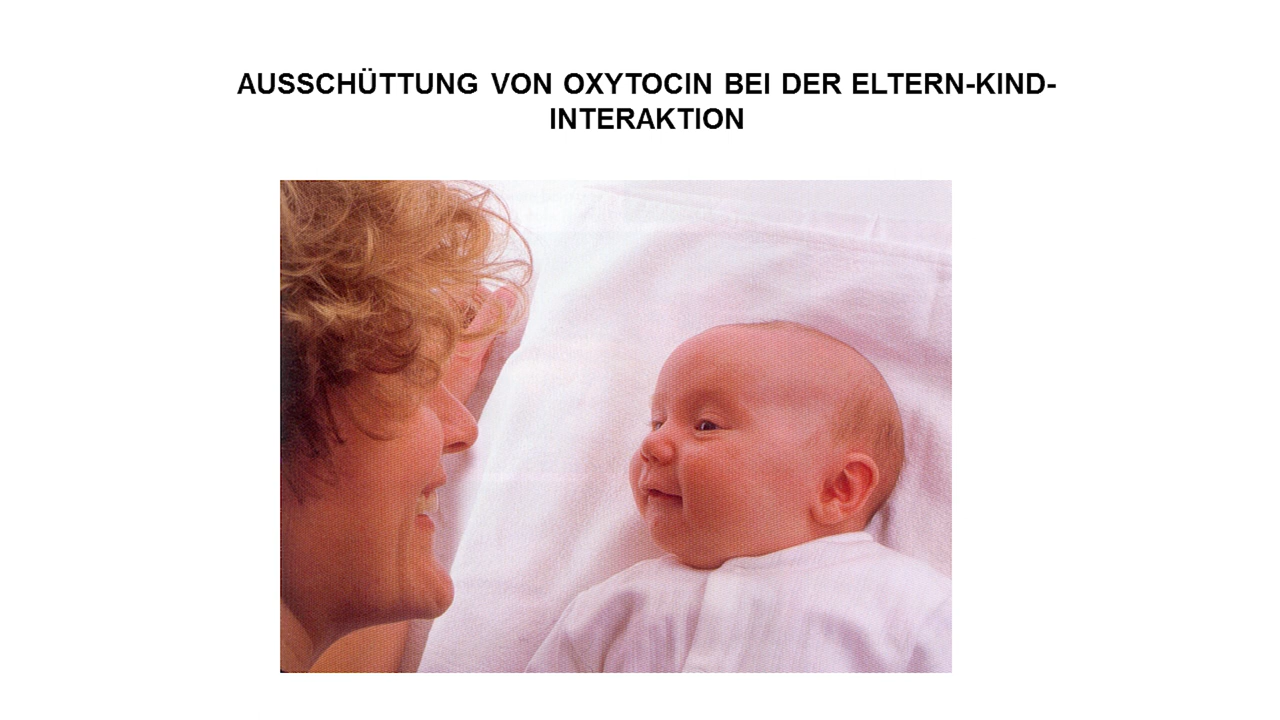 AUSSCHÜTTUNG VON OXYTOCIN BEI DER ELTERN-KIND-
INTERAKTION